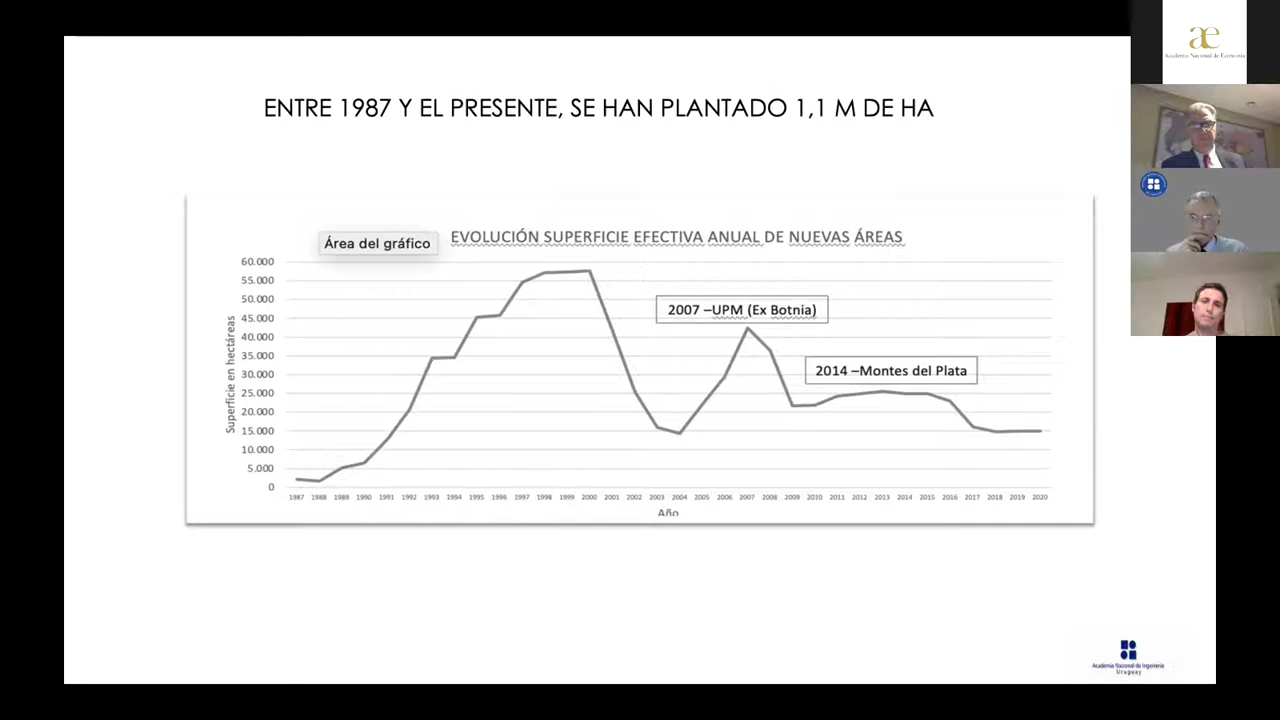 ENTRE 1987 Y EL PRESENTE, SE HAN PLANTADO 1,1 M DE HA
Área del gráfico
EVOLUCIÓN SUPERFICIE EFECTIVA ANUAL DE NUEVAS ÁREAS
60.000
55.000
50.000
45.000
40.000
35.000
30.000
25.000
20.000
15.000
10.000
5.000
0
Superficie en hectáreas
2007 –UPM (Ex Botnia)
2014 –Montes del Plata
1987 1988 1989 1990 1991 1992 1993 1994 1995 1996 1997 1998 1999 2000 2001 2002 2003 2004 2005 2006 2007 2008 2009 2010 2011 2012 2013 2014 2015 2016 2017 2018 2019 2020
Año
ae
Academia Nacional de Economía
Academia Nacional de Ingeniería
Uruguay